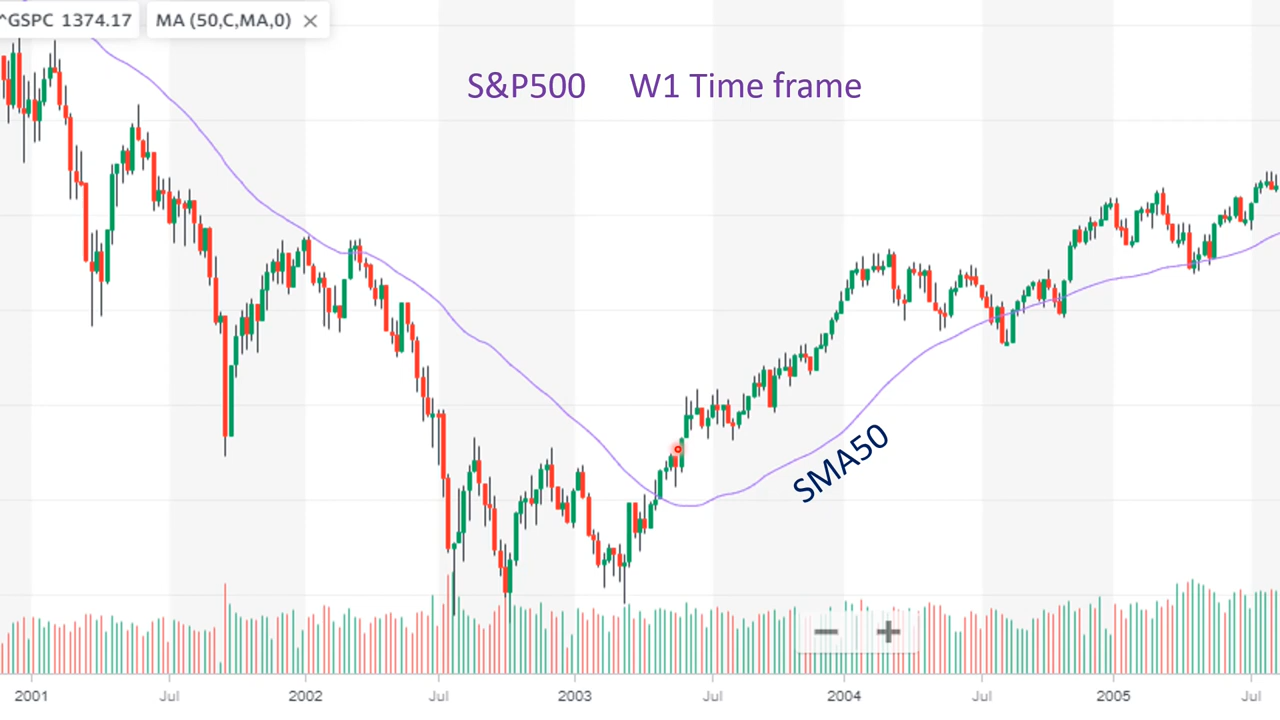 ^GSPC 1374.17 MA (50,C,MA,0) ×
S&P500 W1 Time frame
SMA50
− +
2001 Jul 2002 Jul 2003 Jul 2004 Jul 2005 Jul